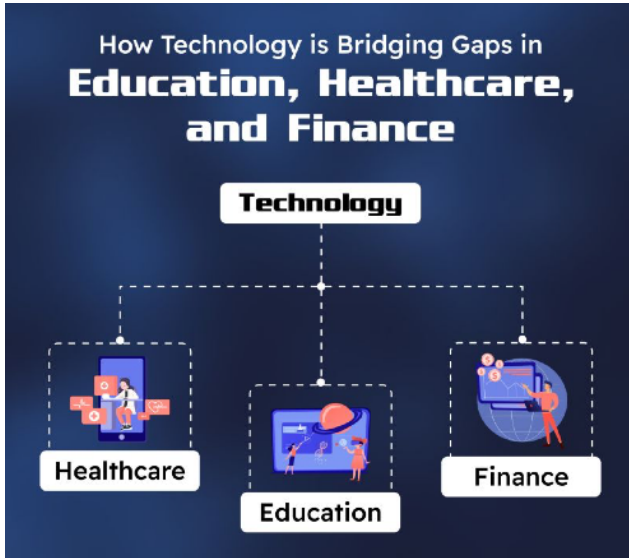 How Technology is Bridging Gaps in
Education, Healthcare,
and Finance
Technology
Healthcare
Education
Finance